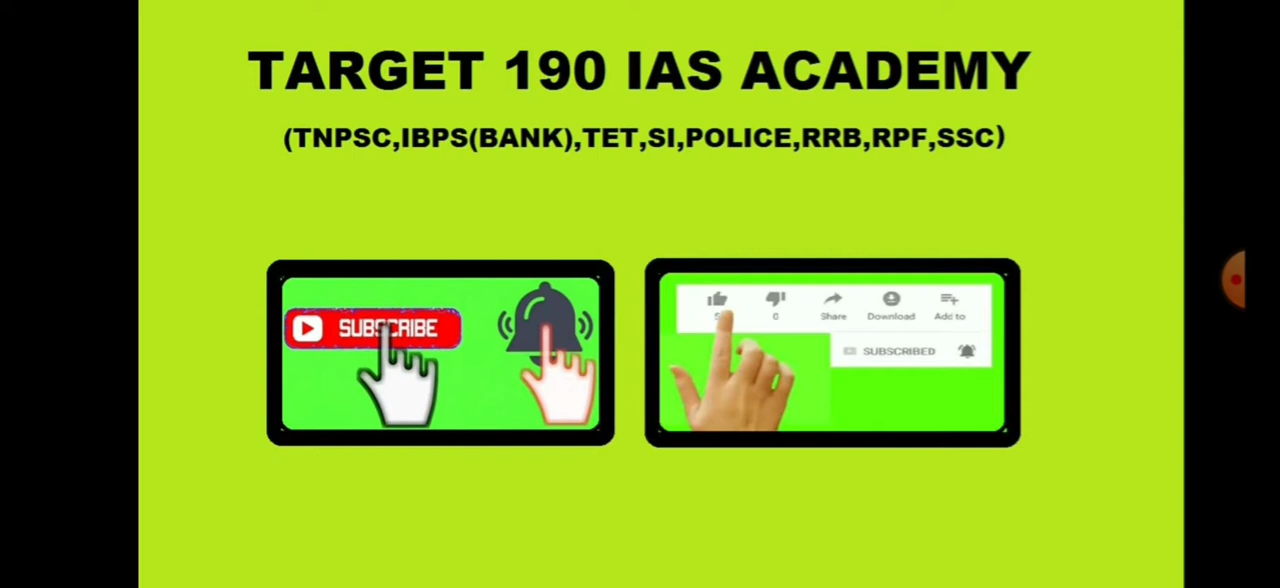 TARGET 190 IAS ACADEMY
(TNPSC,IBPS(BANK),TET,SI,POLICE,RRB,RPF,SSC)
SUBSCRIBE
0 Share Download Add to
SUBSCRIBED